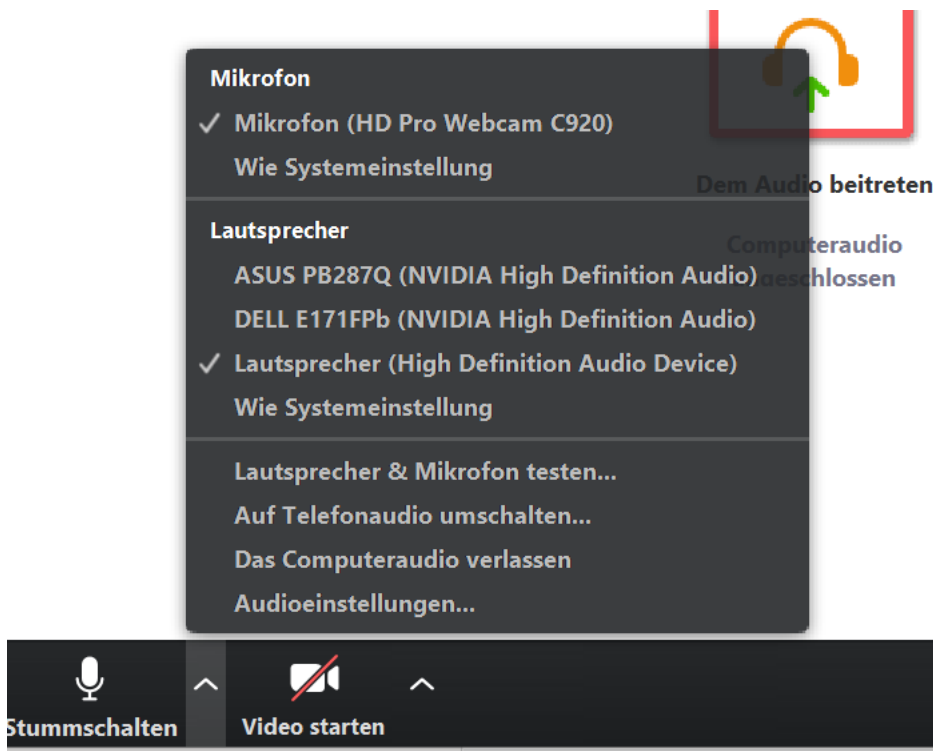 Mikrofon
Mikrofon (HD Pro Webcam C920)
Wie Systemeinstellung
Dem Audio beitreten
Lautsprecher
Computeraudio
ASUS PB287Q (NVIDIA High Definition Audio)
DELL E171FPb (NVIDIA High Definition Audio)
Lautsprecher (High Definition Audio Device)
Wie Systemeinstellung
Lautsprecher & Mikrofon testen...
Auf Telefonaudio umschalten...
Das Computeraudio verlassen
Audioeinstellungen...
Stummschalten
Video starten